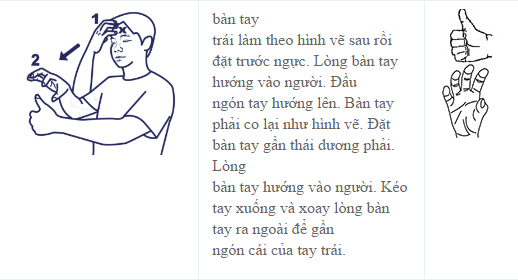 1
2
bàn tay
trái làm theo hình vẽ sau rồi
đặt trước ngực. Lòng bàn tay
hướng vào người. Đầu
ngón tay hướng lên. Bàn tay
phải co lại như hình vẽ. Đặt
bàn tay gần thái dương phải.
Lòng
bàn tay hướng vào người. Kéo
tay xuống và xoay lòng bàn
tay ra ngoài để gần
ngón cái của tay trái.